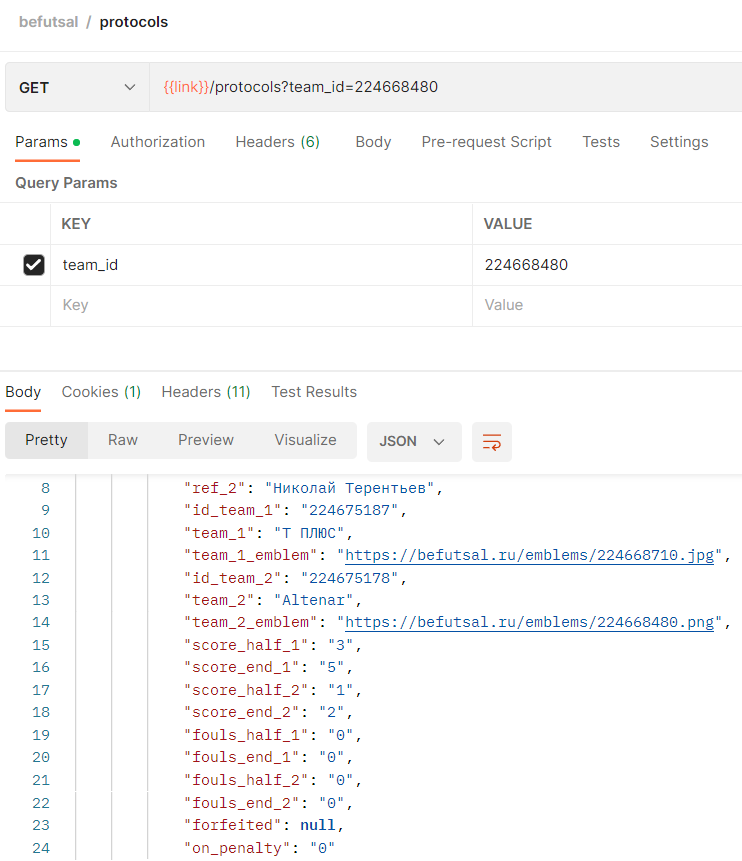 befutsal / protocols
GET {{link}}/protocols?team_id=224668480
Params Authorization Headers (6) Body Pre-request Script Tests Settings
Query Params
KEY VALUE
team_id 224668480
Key Value
Body Cookies (1) Headers (11) Test Results
Pretty Raw Preview Visualize JSON
8 "ref_2": "Николай Терентьев",
9 "id_team_1": "224675187",
10 "team_1": "Т ПЛЮС",
11 "team_1_emblem": "https://befutsal.ru/emblems/224668710.jpg",
12 "id_team_2": "224675178",
13 "team_2": "Altenar",
14 "team_2_emblem": "https://befutsal.ru/emblems/224668480.png",
15 "score_half_1": "3",
16 "score_end_1": "5",
17 "score_half_2": "1",
18 "score_end_2": "2",
19 "fouls_half_1": "0",
20 "fouls_end_1": "0",
21 "fouls_half_2": "0",
22 "fouls_end_2": "0",
23 "forfeited": null,
24 "on_penalty": "0"